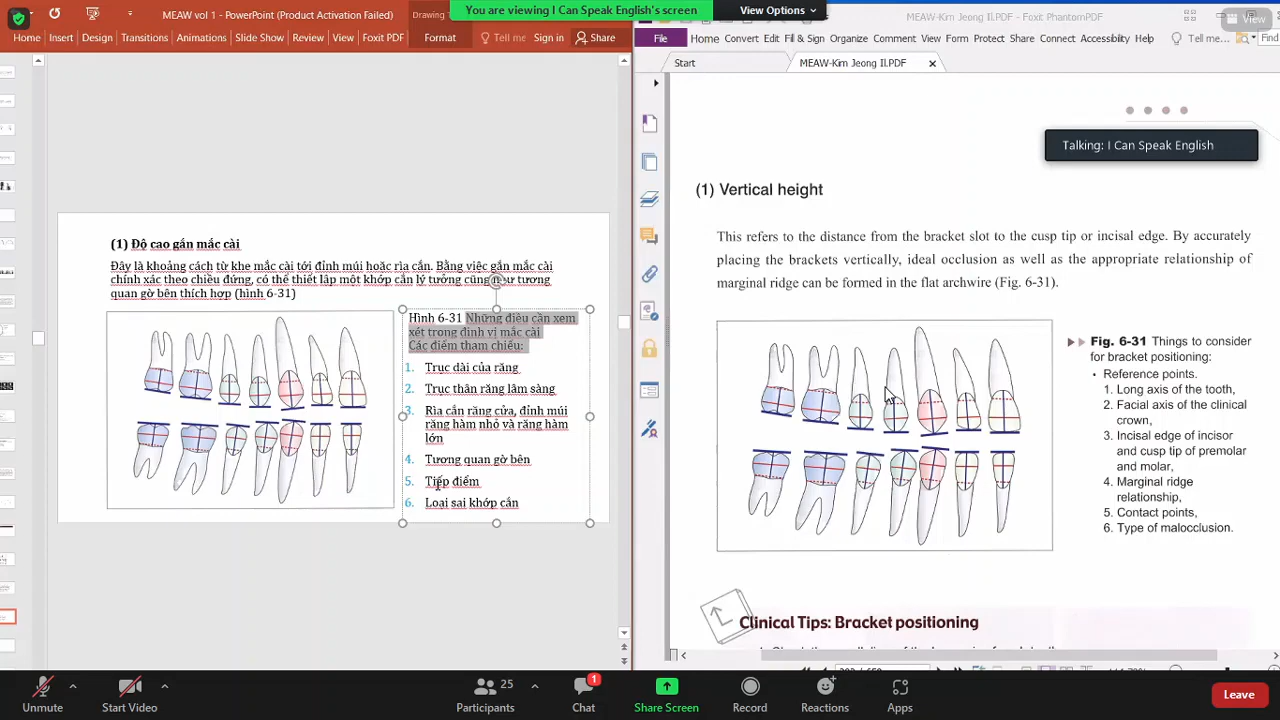 MEAW vol 1 - PowerPoint (Product Activation Failed)
Drawing
You are viewing I Can Speak English's screen
View Options
MEAW-Kim Jeong Il.PDF - Foxit PhantomPDF
View
Home Insert Design Transitions Animations Slide Show Review View Foxit PDF Format Tell me Sign in Share
File Home Convert Edit Fill & Sign Organize Comment View Form Protect Share Connect Accessibility Help Tell me... Find
Start
MEAW-Kim Jeong Il.PDF
Talking: I Can Speak English
(1) Độ cao gắn mắc cài
Đây là khoảng cách từ khe mắc cài tới đỉnh múi hoặc rìa cắn. Bằng việc gắn mắc cài
chính xác theo chiều đứng, có thể thiết lập một khớp cắn lý tưởng cũng như tương
quan gờ bên thích hợp (hình 6-31)
Hình 6-31 Những điều cần xem
xét trong định vị mắc cài
Các điểm tham chiếu:
1. Trục dài của răng
2. Trục thân răng lâm sàng
3. Rìa cắn răng cửa, đỉnh múi
răng hàm nhỏ và răng hàm
lớn
4. Tương quan gờ bên
5. Tiếp điểm
6. Loại sai khớp cắn
(1) Vertical height
This refers to the distance from the bracket slot to the cusp tip or incisal edge. By accurately
placing the brackets vertically, ideal occlusion as well as the appropriate relationship of
marginal ridge can be formed in the flat archwire (Fig. 6-31).
Fig. 6-31 Things to consider
for bracket positioning:
• Reference points.
1. Long axis of the tooth,
2. Facial axis of the clinical
crown,
3. Incisal edge of incisor
and cusp tip of premolar
and molar,
4. Marginal ridge
relationship,
5. Contact points,
6. Type of malocclusion.
Clinical Tips: Bracket positioning
Unmute
Start Video
25
Participants
1
Chat
Share Screen
Record
Reactions
Apps
Leave